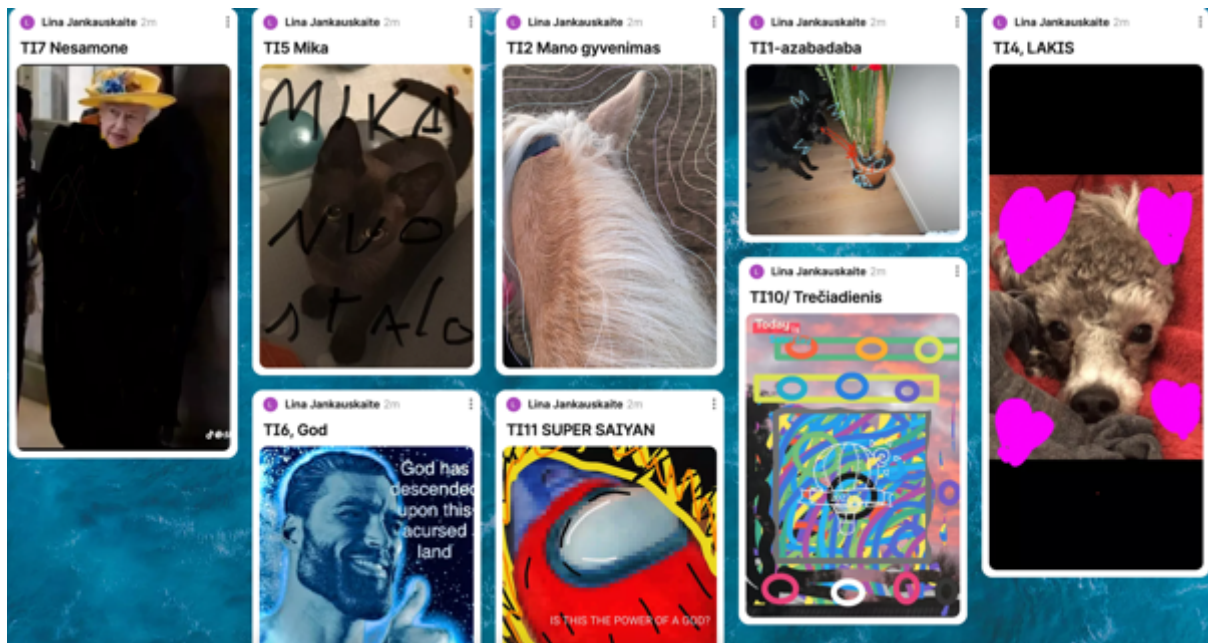 Lina Jankauskaite 2m
TI7 Nesamone
Lina Jankauskaite 2m
TI5 Mika
MIKA
NUO
STALO
Lina Jankauskaite 2m
TI2 Mano gyvenimas
Lina Jankauskaite 2m
TI1-azabadaba
Lina Jankauskaite 2m
TI4, LAKIS
Lina Jankauskaite 2m
TI10/ Trečiadienis
Today
Lina Jankauskaite 2m
TI6, God
God has
descended
upon this
acursed
land
Lina Jankauskaite 2m
TI11 SUPER SAIYAN
IS THIS THE POWER OF A GOD?